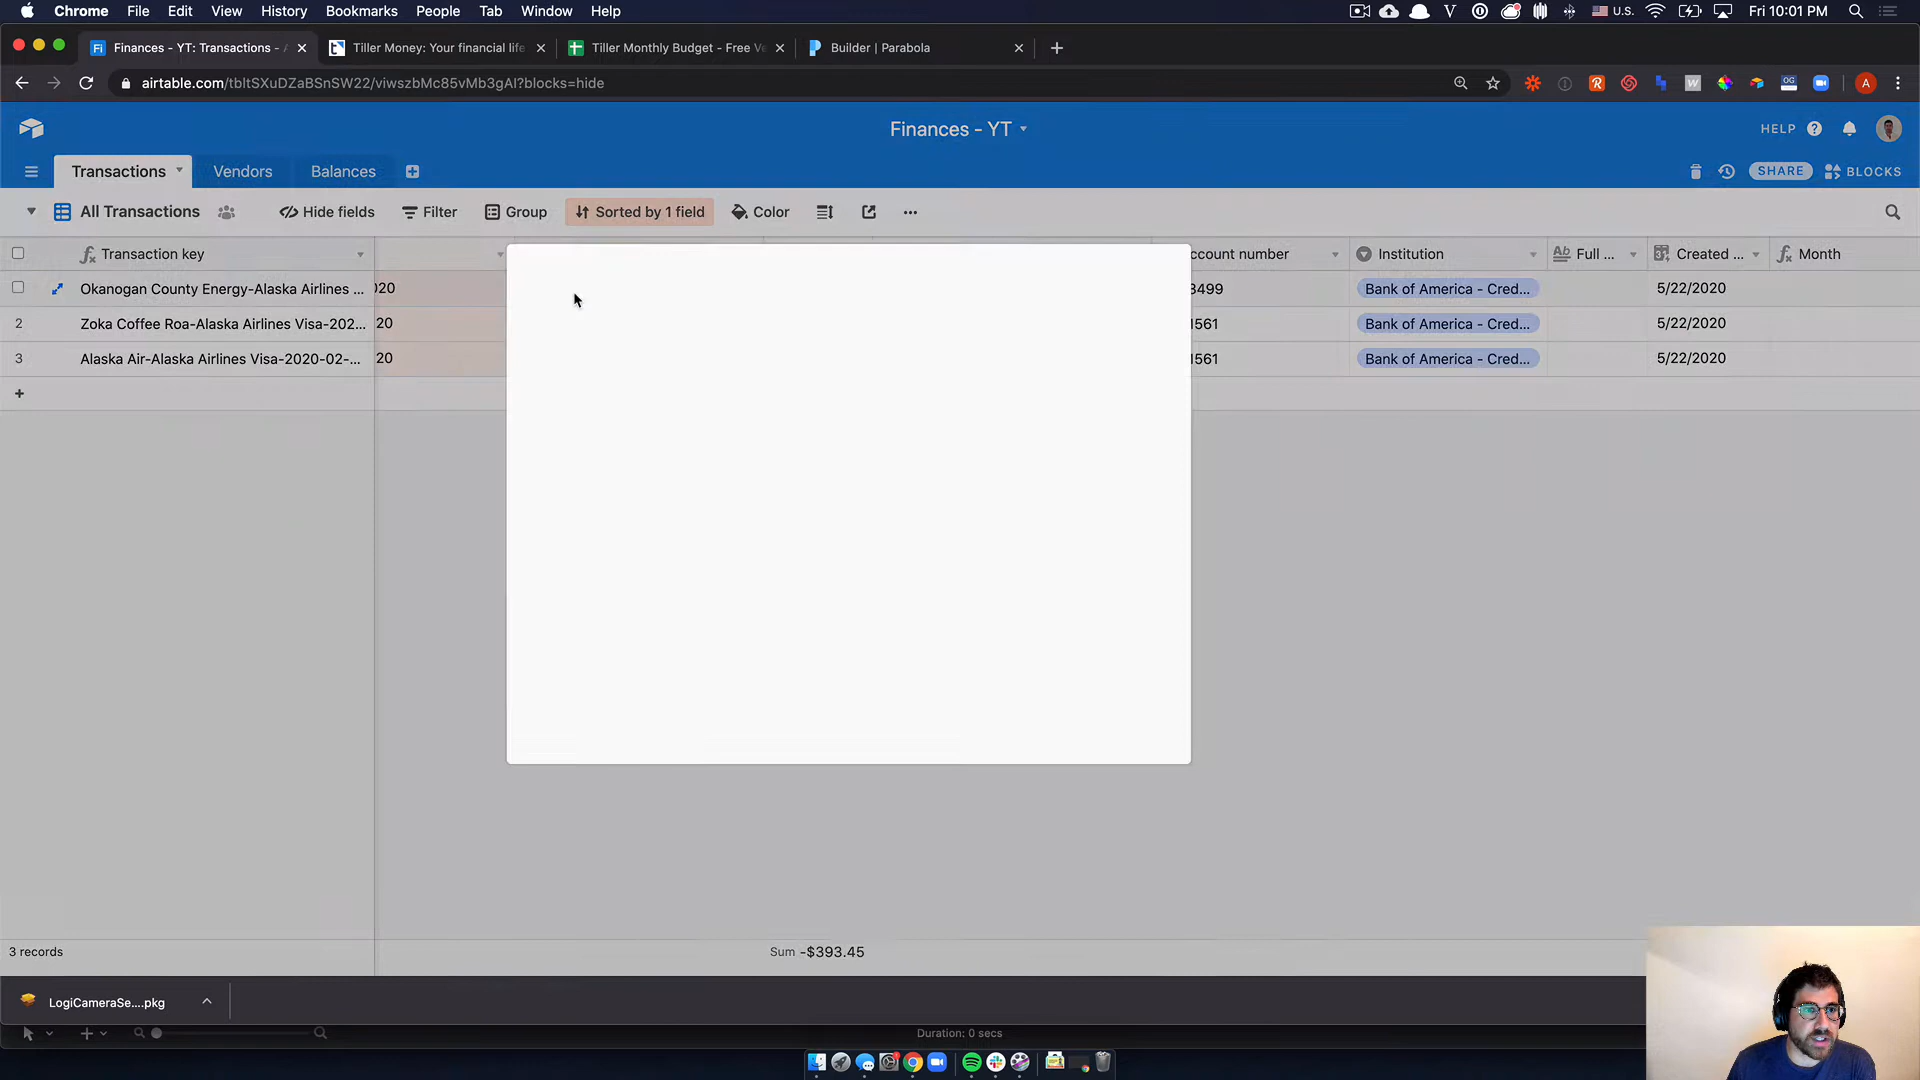 Chrome File Edit View History Bookmarks People Tab Window Help
U.S. Fri 10:01 PM
Finances - YT: Transactions - A
Tiller Money: Your financial life
Tiller Monthly Budget - Free Ve
Builder | Parabola
airtable.com/tbltSXuDZaBSnSW22/viwszbMc85vMb3gAI?blocks=hide
Finances - YT
HELP
Transactions
Vendors
Balances
SHARE
BLOCKS
All Transactions
Hide fields
Filter
Group
Sorted by 1 field
Color
Transaction key
ccount number
Institution
Full ...
Created ...
Month
Okanogan County Energy-Alaska Airlines ...
020
3499
Bank of America - Cred...
5/22/2020
2
Zoka Coffee Roa-Alaska Airlines Visa-202...
20
1561
Bank of America - Cred...
5/22/2020
3
Alaska Air-Alaska Airlines Visa-2020-02-...
20
1561
Bank of America - Cred...
5/22/2020
3 records
Sum -$393.45
LogiCameraSe....pkg
Duration: 0 secs